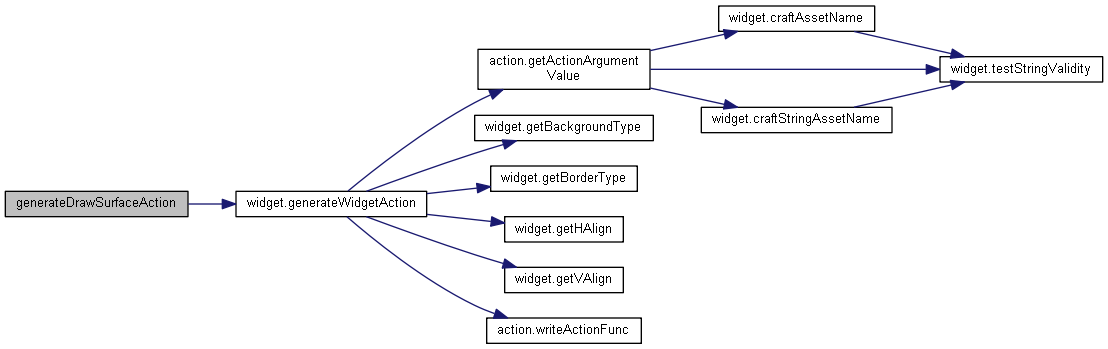 widget.craftAssetName
action.getActionArgument
Value
widget.testStringValidity
widget.craftStringAssetName
widget.getBackgroundType
widget.getBorderType
generateDrawSurfaceAction
widget.generateWidgetAction
widget.getHAlign
widget.getVAlign
action.writeActionFunc